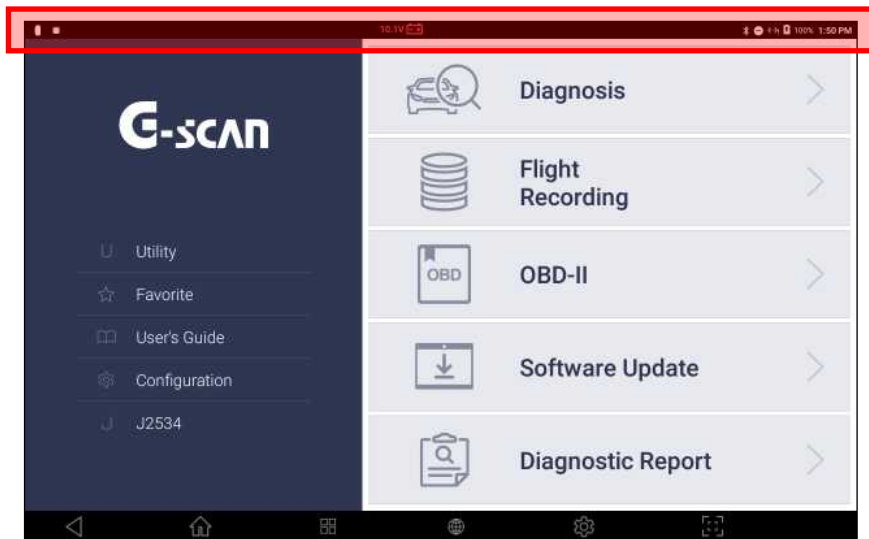 10.1V
100% 1:50 PM
G-scan
U Utility
Favorite
User's Guide
Configuration
J J2534
Diagnosis
Flight
Recording
OBD
OBD-II
Software Update
Diagnostic Report